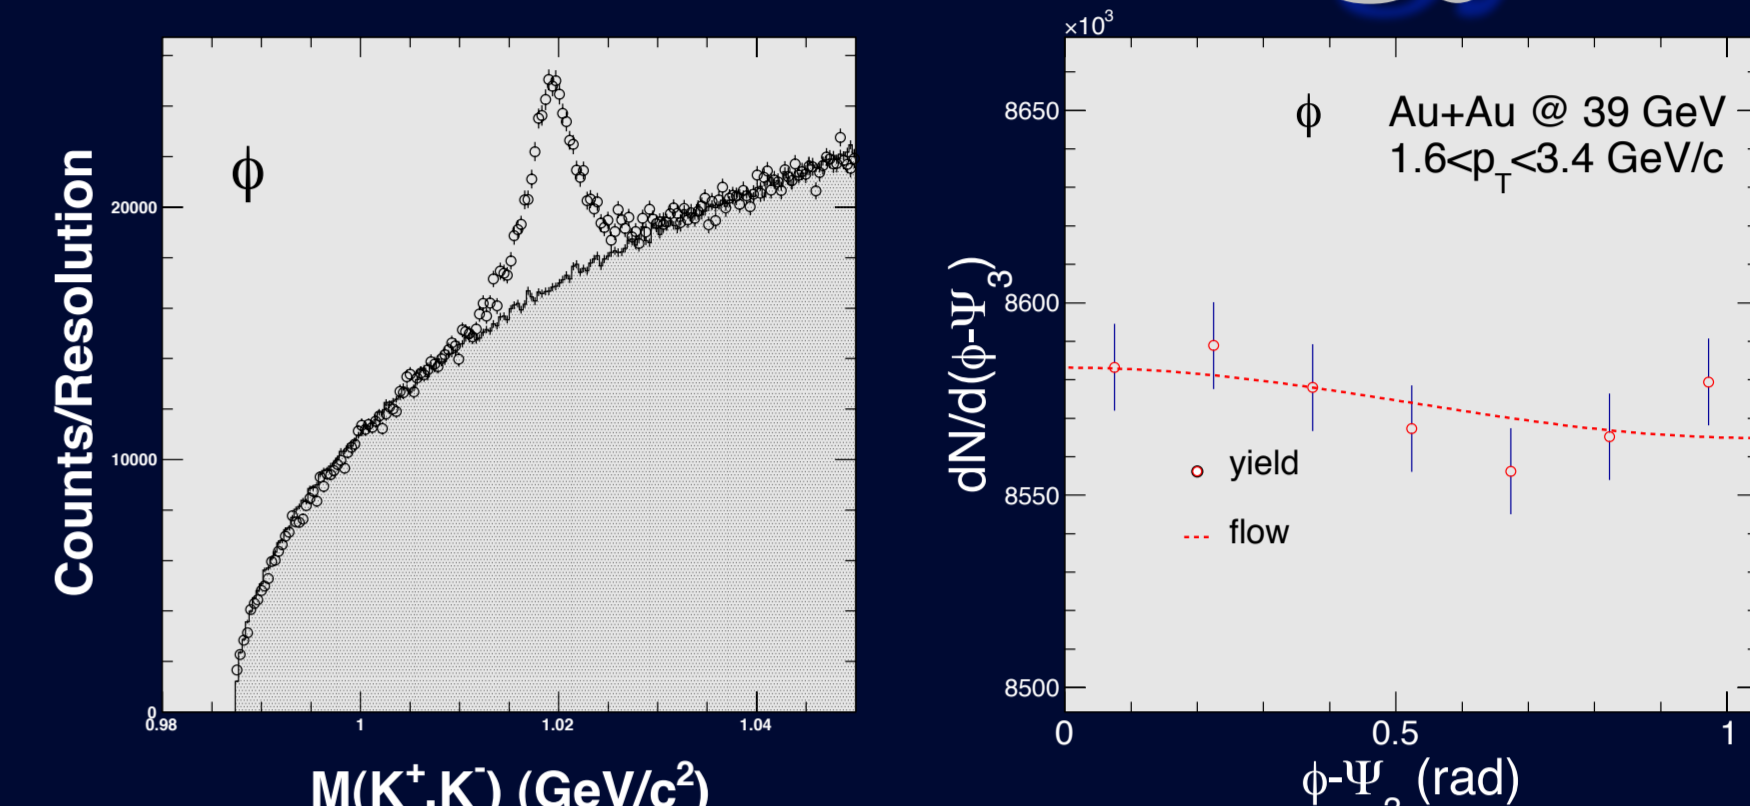 Counts/Resolution
ϕ
20000
10000
0
0.98
1
1.02
1.04
M(K⁺,K⁻) (GeV/c²)
×10³
dN/d(ϕ-Ψ₃)
8650
8600
8550
8500
ϕ Au+Au @ 39 GeV
1.6<p_T<3.4 GeV/c
yield
flow
0
0.5
1
ϕ-Ψ₃ (rad)